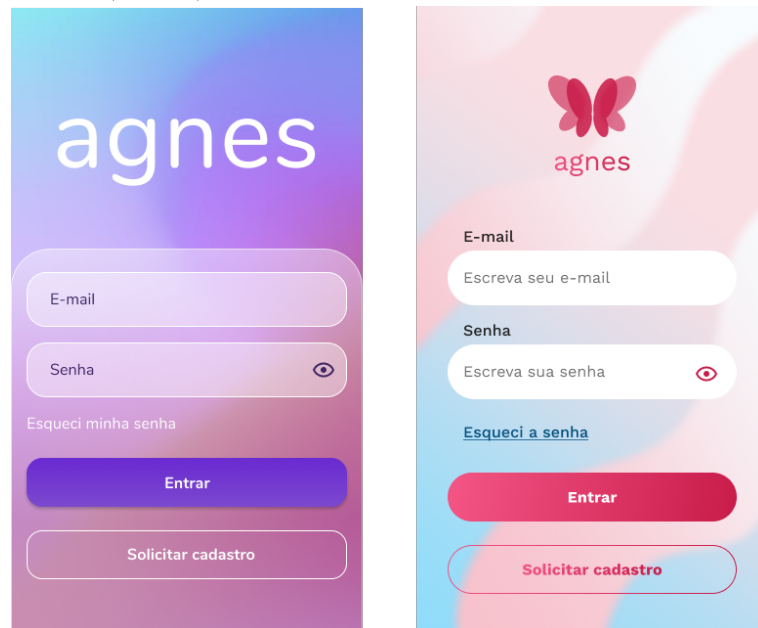 agnes
E-mail
Senha
Esqueci minha senha
Entrar
Solicitar cadastro
agnes
E-mail
Escreva seu e-mail
Senha
Escreva sua senha
Esqueci a senha
Entrar
Solicitar cadastro